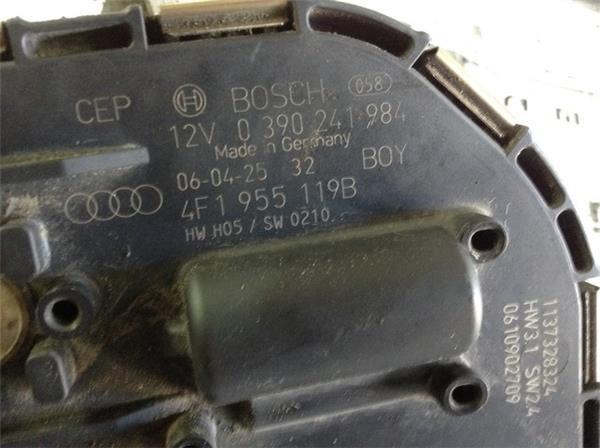 CEP BOSCH 058
12V 0 390 241 984
Made in Germany
06-04-25 32 BOY
4F1 955 119B
HW H05 / SW 0210
1137328324
HW3.1 SW24
0610902709